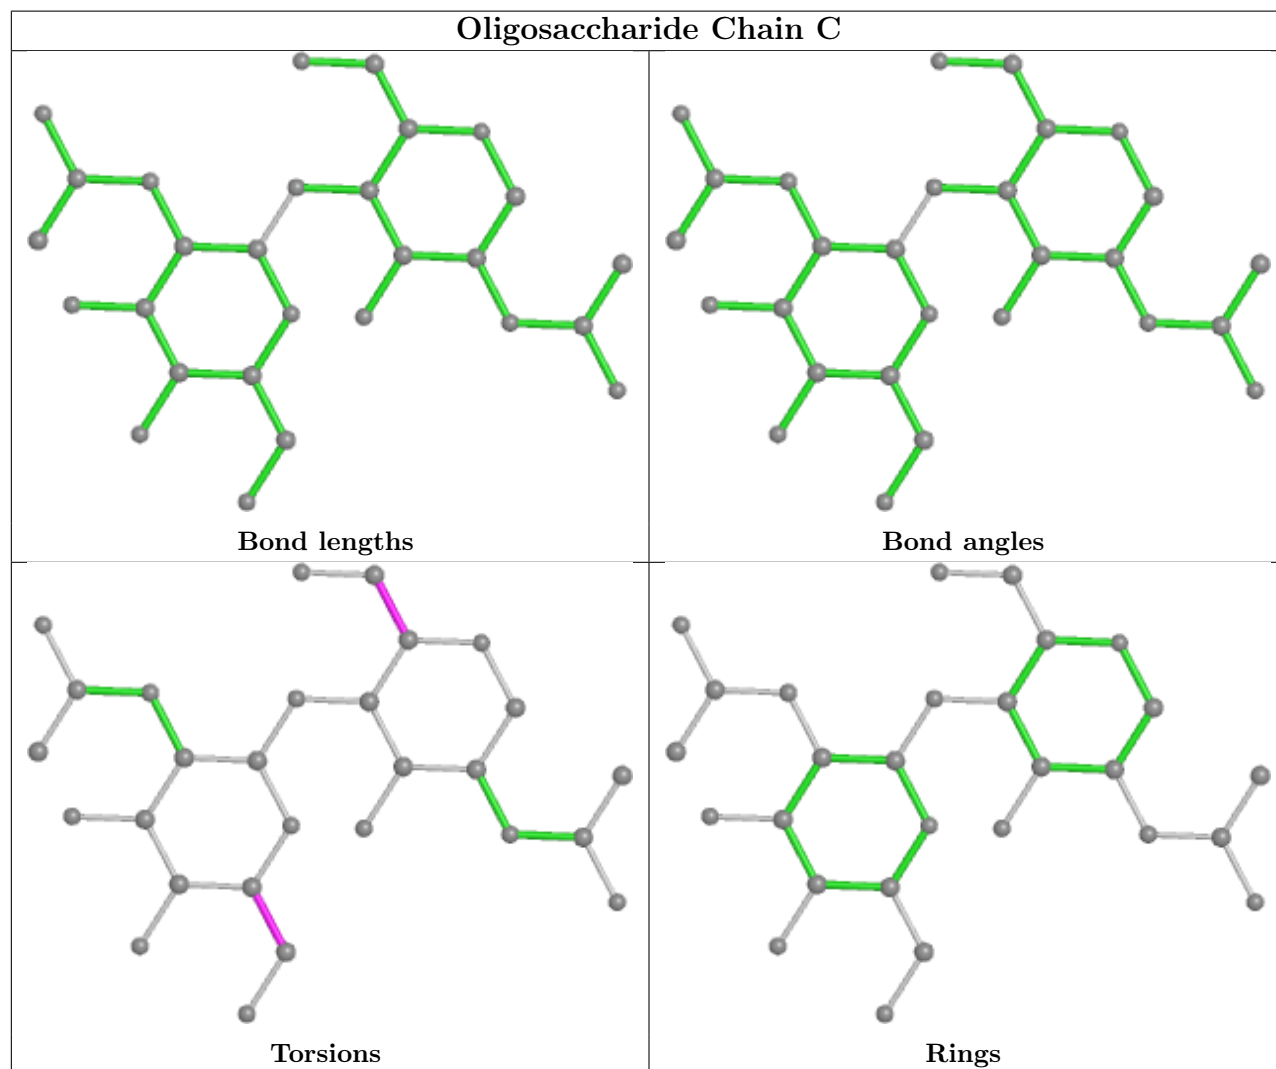 Oligosaccharide Chain C
Bond lengths
Bond angles
Torsions
Rings